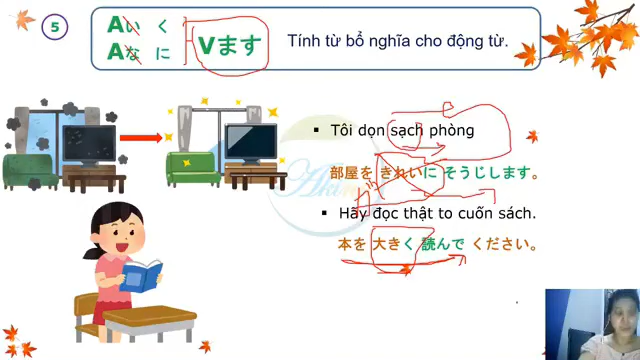 5
Aい く
Aな に
Vます
Tính từ bổ nghĩa cho động từ.
Tôi dọn sạch phòng
部屋を きれいに そうじします。
Hãy đọc thật to cuốn sách.
本を 大きく 読んで ください。